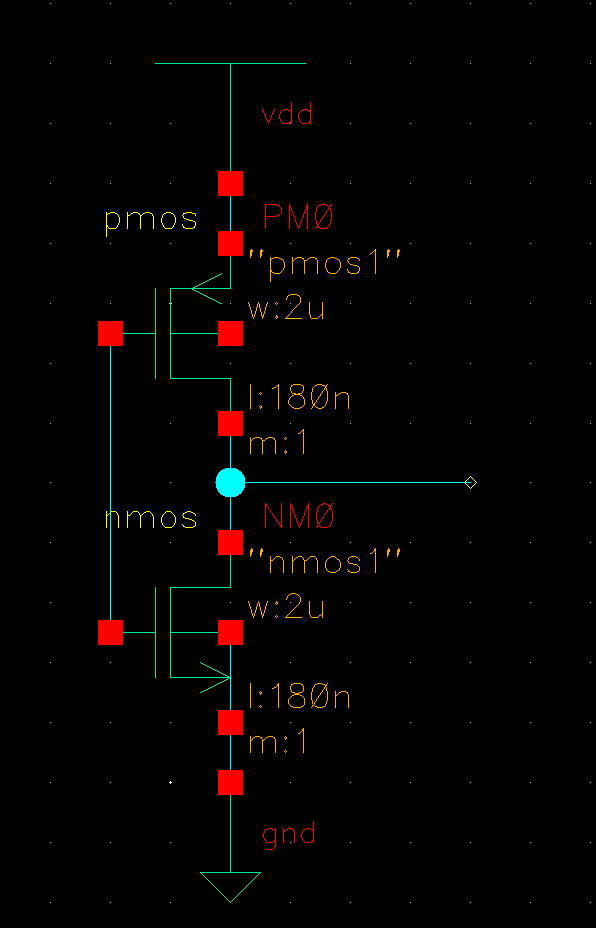 vdd
pmos PM0
"pmos1"
w:2u
l:180n
m:1
nmos NM0
"nmos1"
w:2u
l:180n
m:1
gnd